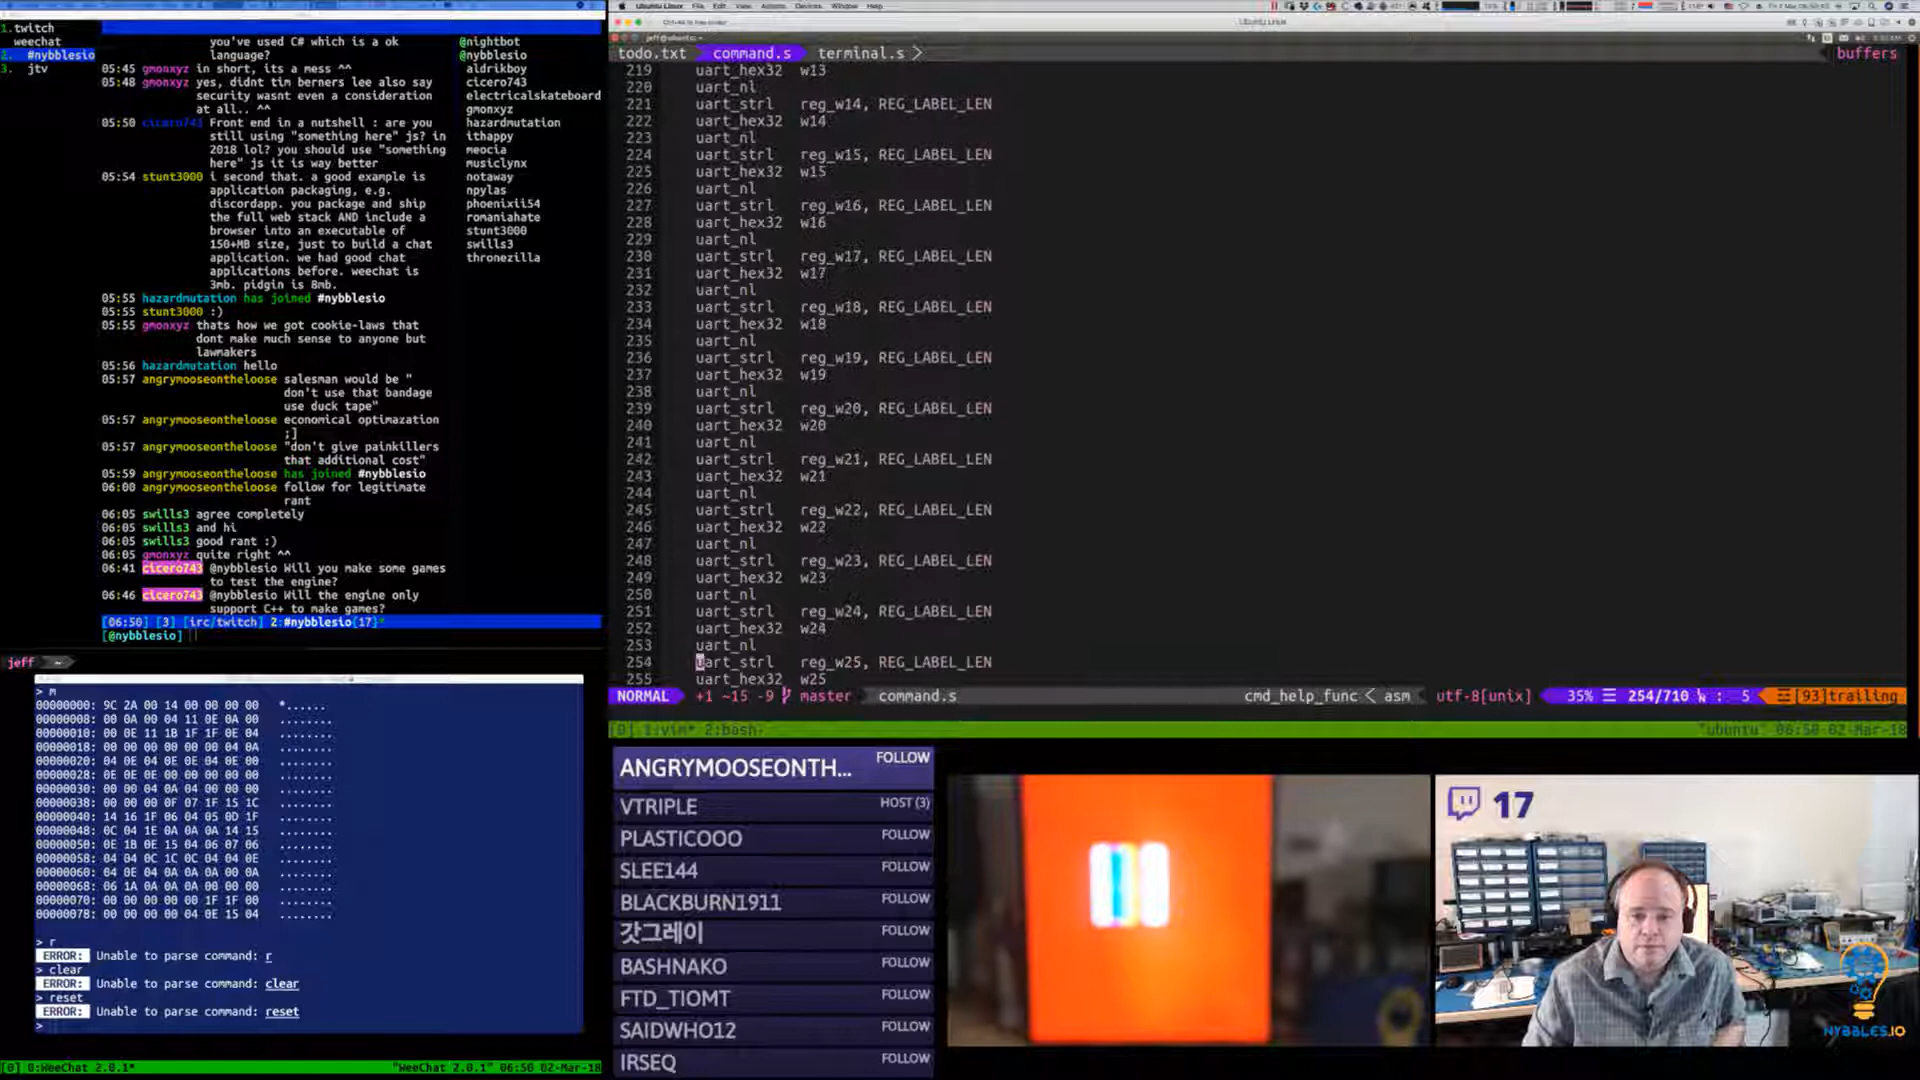 Ubuntu Linux File Edit View Actions Devices Window Help
1.twitch
weechat
2. #nybblesio
3. jtv
you've used C# which is a ok
language?
05:45 gmonxyz in short, its a mess ^^
05:48 gmonxyz yes, didnt tim berners lee also say
security wasnt even a consideration
at all.. ^^
05:50 cicero743 Front end in a nutshell : are you
still using "something here" js? in
2018 lol? you should use "something
here" js it is way better
05:54 stunt3000 i second that. a good example is
application packaging, e.g.
discordapp. you package and ship
the full web stack AND include a
browser into an executable of
150+MB size, just to build a chat
application. we had good chat
applications before. weechat is
3mb. pidgin is 8mb.
05:55 hazardmutation has joined #nybblesio
05:55 stunt3000 :)
05:55 gmonxyz thats how we got cookie-laws that
dont make much sense to anyone but
lawmakers
05:56 hazardmutation hello
05:57 angrymooseontheloose salesman would be "
don't use that bandage
use duck tape"
05:57 angrymooseontheloose economical optimazation
;]
05:57 angrymooseontheloose "don't give painkillers
that additional cost"
05:59 angrymooseontheloose has joined #nybblesio
06:00 angrymooseontheloose follow for legitimate
rant
06:05 swills3 agree completely
06:05 swills3 and hi
06:05 swills3 good rant :)
06:05 gmonxyz quite right ^^
06:41 cicero743 @nybblesio Will you make some games
to test the engine?
06:46 cicero743 @nybblesio Will the engine only
support C++ to make games?
[06:50] [3] [irc/twitch] 2:#nybblesio{17}*
[@nybblesio]
@nightbot
@nybblesio
aldrikboy
cicero743
electricalskateboard
gmonxyz
hazardmutation
ithappy
meocia
musiclynx
notaway
npylas
phoenixii54
romaniahate
stunt3000
swills3
thronezilla
jeff ~
> m
00000000: 9C 2A 00 14 00 00 00 00 *......
00000008: 00 0A 00 04 11 0E 0A 00 ........
00000010: 00 0E 11 1B 1F 1F 0E 04 ........
00000018: 00 00 00 00 00 00 04 0A ........
00000020: 04 0E 04 0E 0E 04 0E 00 ........
00000028: 0E 0E 0E 00 00 00 00 00 ........
00000030: 00 00 04 0A 04 00 00 00 ........
00000038: 00 00 00 0F 07 1F 15 1C ........
00000040: 14 16 1F 06 04 05 0D 1F ........
00000048: 0C 04 1E 0A 0A 0A 14 15 ........
00000050: 0E 1B 0E 15 04 06 07 06 ........
00000058: 04 04 0C 1C 0C 04 04 0E ........
00000060: 04 0E 04 0A 0A 0A 00 0A ........
00000068: 06 1A 0A 0A 0A 00 00 00 ........
00000070: 00 00 00 00 00 1F 1F 00 ........
00000078: 00 00 00 00 04 0E 15 04 ........
> r
ERROR: Unable to parse command: r
> clear
ERROR: Unable to parse command: clear
> reset
ERROR: Unable to parse command: reset
>
[0] 0:WeeChat 2.0.1* "WeeChat 2.0.1" 06:50 02-Mar-18
Ubuntu Linux
todo.txt command.s terminal.s > buffers
219 uart_hex32 w13
220 uart_nl
221 uart_strl reg_w14, REG_LABEL_LEN
222 uart_hex32 w14
223 uart_nl
224 uart_strl reg_w15, REG_LABEL_LEN
225 uart_hex32 w15
226 uart_nl
227 uart_strl reg_w16, REG_LABEL_LEN
228 uart_hex32 w16
229 uart_nl
230 uart_strl reg_w17, REG_LABEL_LEN
231 uart_hex32 w17
232 uart_nl
233 uart_strl reg_w18, REG_LABEL_LEN
234 uart_hex32 w18
235 uart_nl
236 uart_strl reg_w19, REG_LABEL_LEN
237 uart_hex32 w19
238 uart_nl
239 uart_strl reg_w20, REG_LABEL_LEN
240 uart_hex32 w20
241 uart_nl
242 uart_strl reg_w21, REG_LABEL_LEN
243 uart_hex32 w21
244 uart_nl
245 uart_strl reg_w22, REG_LABEL_LEN
246 uart_hex32 w22
247 uart_nl
248 uart_strl reg_w23, REG_LABEL_LEN
249 uart_hex32 w23
250 uart_nl
251 uart_strl reg_w24, REG_LABEL_LEN
252 uart_hex32 w24
253 uart_nl
254 uart_strl reg_w25, REG_LABEL_LEN
255 uart_hex32 w25
NORMAL +1 ~15 -9 master command.s cmd_help_func < asm utf-8[unix] 35% 254/710 : 5 [93]trailing
[0] 1:vim* 2:bash- "ubuntu" 06:50 02-Mar-18
ANGRYMOOSEONTH... FOLLOW
VTRIPLE HOST (3)
PLASTICOOO FOLLOW
SLEE144 FOLLOW
BLACKBURN1911 FOLLOW
갓그레이 FOLLOW
BASHNAKO FOLLOW
FTD_TIOMT FOLLOW
SAIDWHO12 FOLLOW
IRSEQ FOLLOW
17
NYBBLES.IO